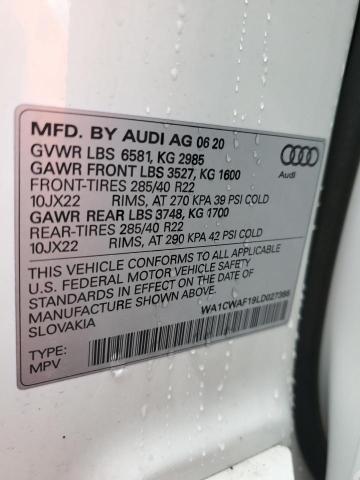 MFD. BY AUDI AG 06 20
GVWR LBS 6581, KG 2985
GAWR FRONT LBS 3527, KG 1600
FRONT-TIRES 285/40 R22
10JX22 RIMS, AT 270 KPA 39 PSI COLD
GAWR REAR LBS 3748, KG 1700
REAR-TIRES 285/40 R22
10JX22 RIMS, AT 290 KPA 42 PSI COLD
THIS VEHICLE CONFORMS TO ALL APPLICABLE
U.S. FEDERAL MOTOR VEHICLE SAFETY
STANDARDS IN EFFECT ON THE DATE OF
MANUFACTURE SHOWN ABOVE.
SLOVAKIA
WA1CWAF19LD027386
TYPE:
MPV
Audi